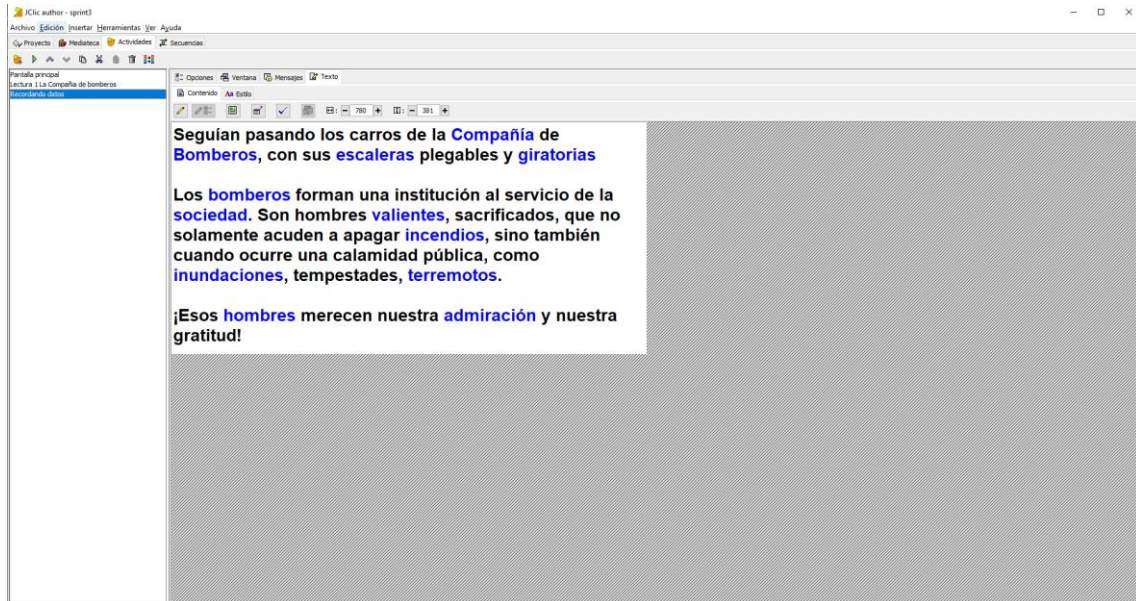 JClic author - sprint3
Archivo Edición Insertar Herramientas Ver Ayuda
Proyecto Mediateca Actividades Secuencias
Pantalla principal
Lectura 1 La Compañia de bomberos
Recordando datos
Opciones Ventana Mensajes Texto
Contenido Aa Estilo
780 381
Seguían pasando los carros de la Compañía de
Bomberos, con sus escaleras plegables y giratorias
Los bomberos forman una institución al servicio de la
sociedad. Son hombres valientes, sacrificados, que no
solamente acuden a apagar incendios, sino también
cuando ocurre una calamidad pública, como
inundaciones, tempestades, terremotos.
¡Esos hombres merecen nuestra admiración y nuestra
gratitud!